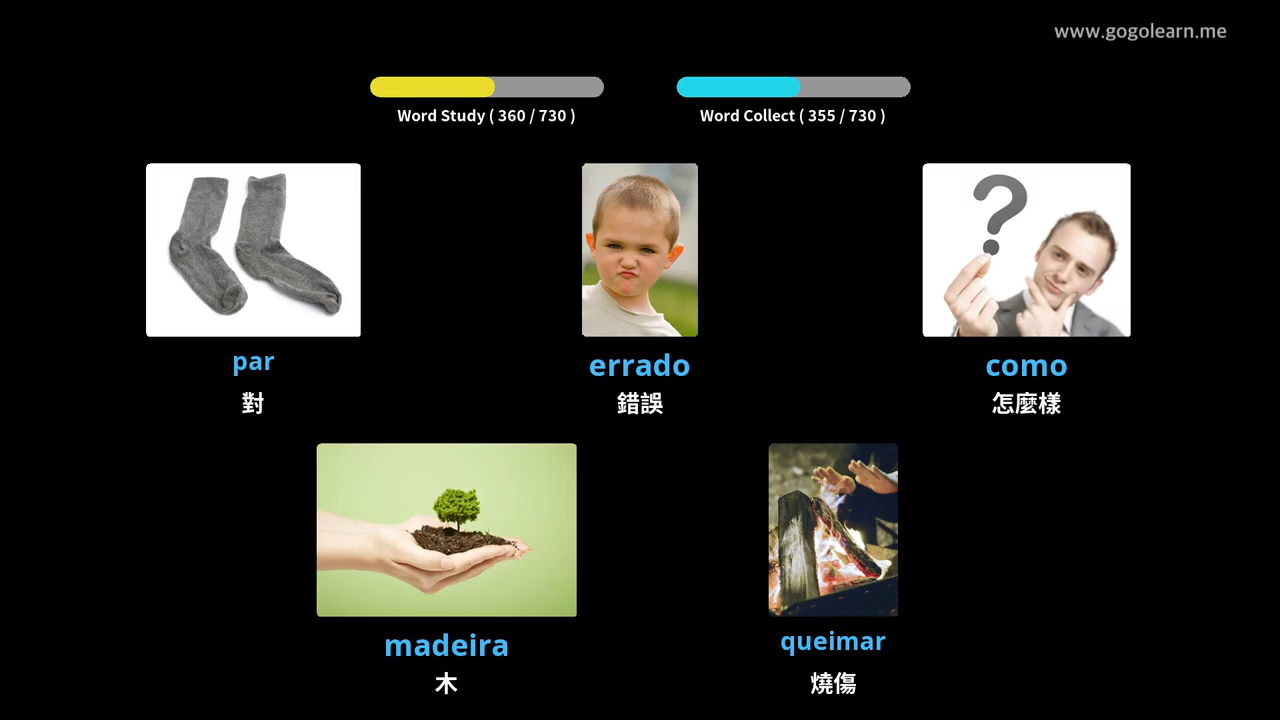 www.gogolearn.me
Word Study ( 360 / 730 )
Word Collect ( 355 / 730 )
par
對
errado
錯誤
como
怎麼樣
madeira
木
queimar
燒傷